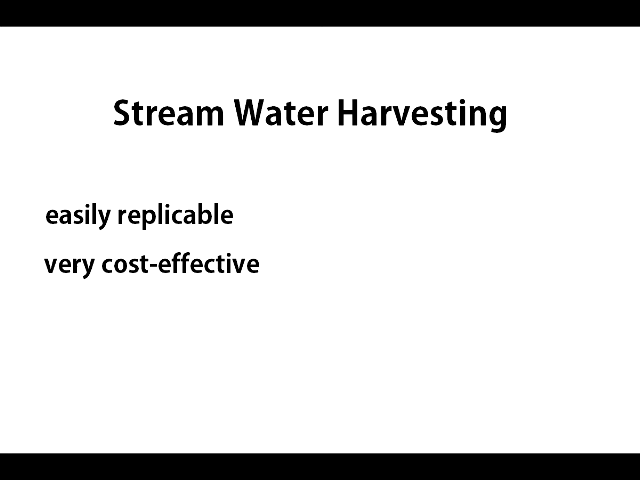 Stream Water Harvesting
easily replicable
very cost-effective